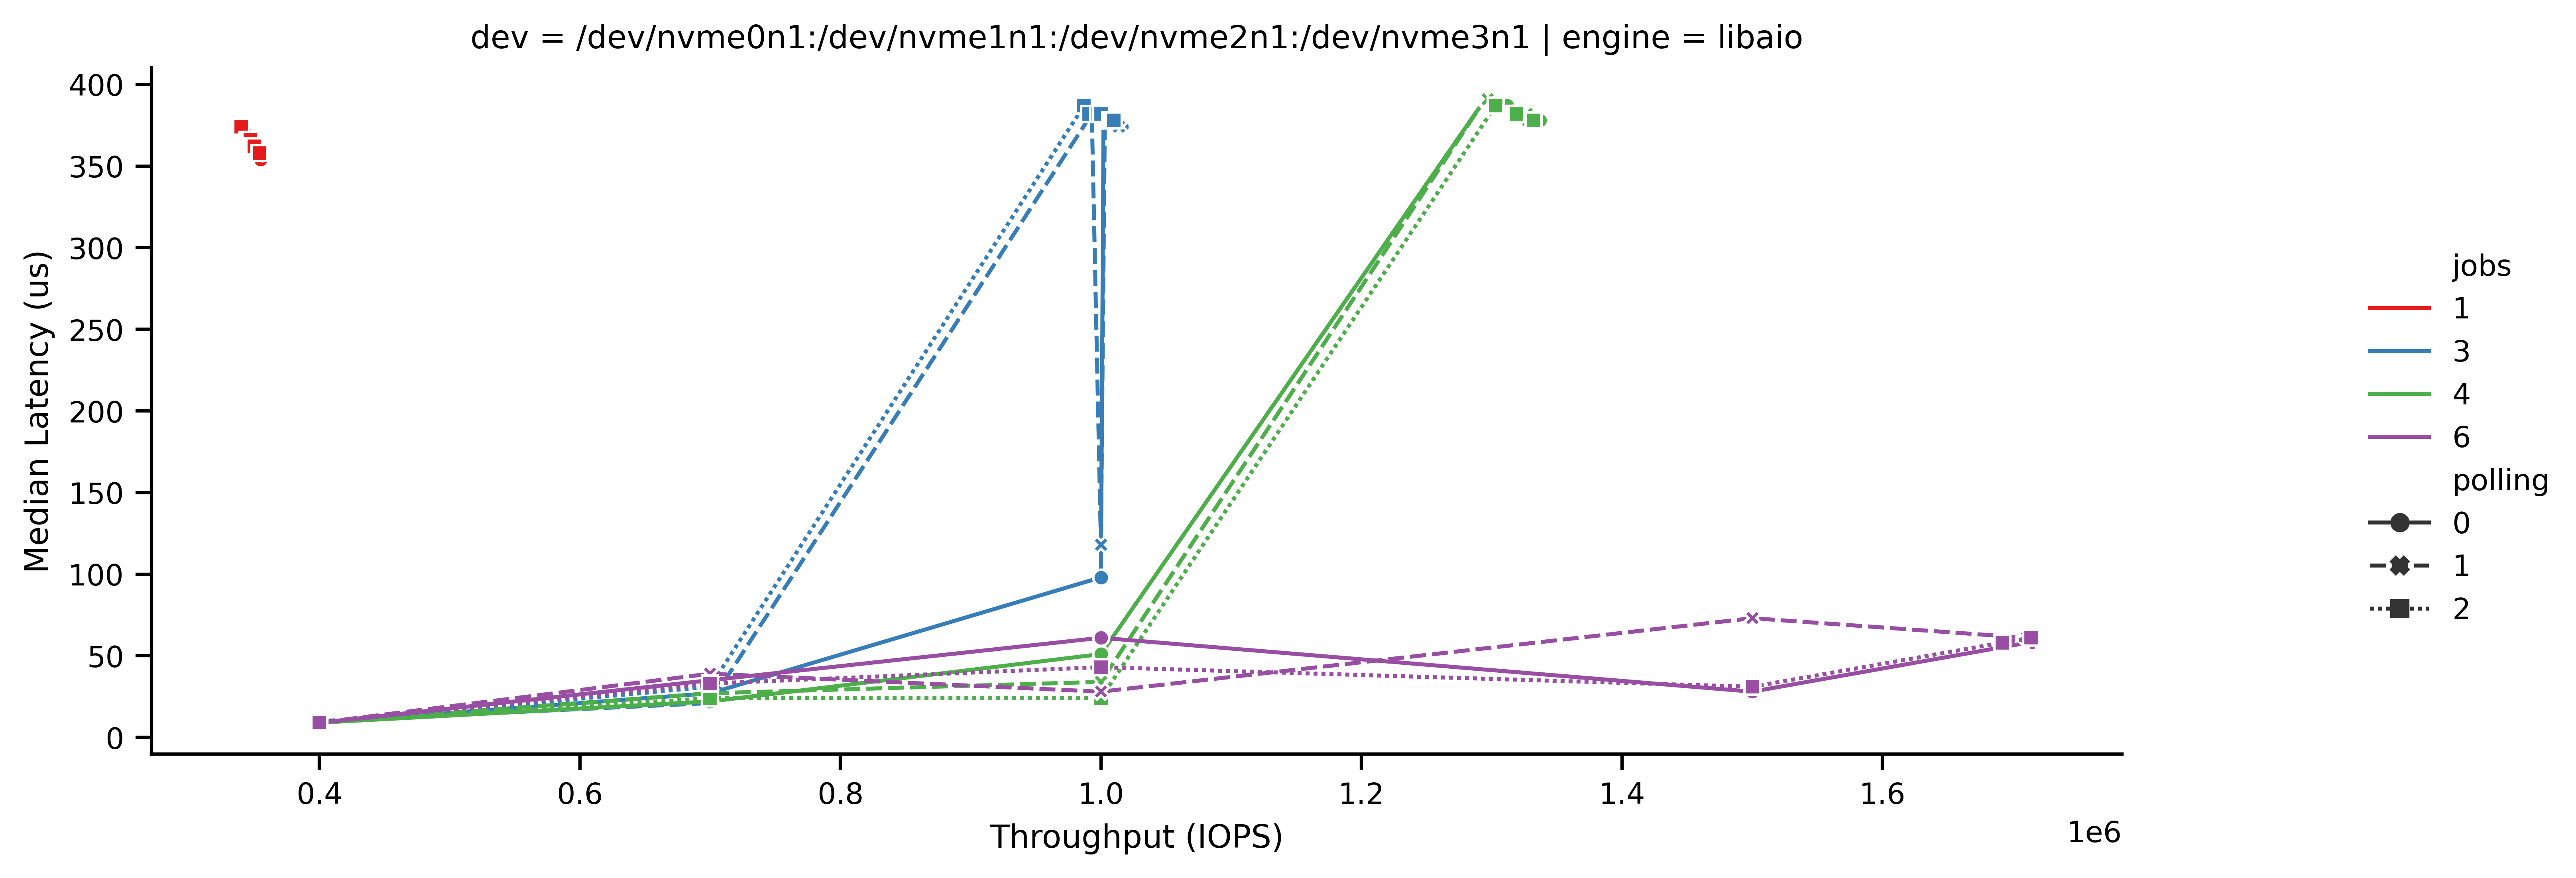 dev = /dev/nvme0n1:/dev/nvme1n1:/dev/nvme2n1:/dev/nvme3n1 | engine = libaio
Median Latency (us)
400
350
300
250
200
150
100
50
0
0.4 0.6 0.8 1.0 1.2 1.4 1.6
1e6
Throughput (IOPS)
jobs
1
3
4
6
polling
0
1
2